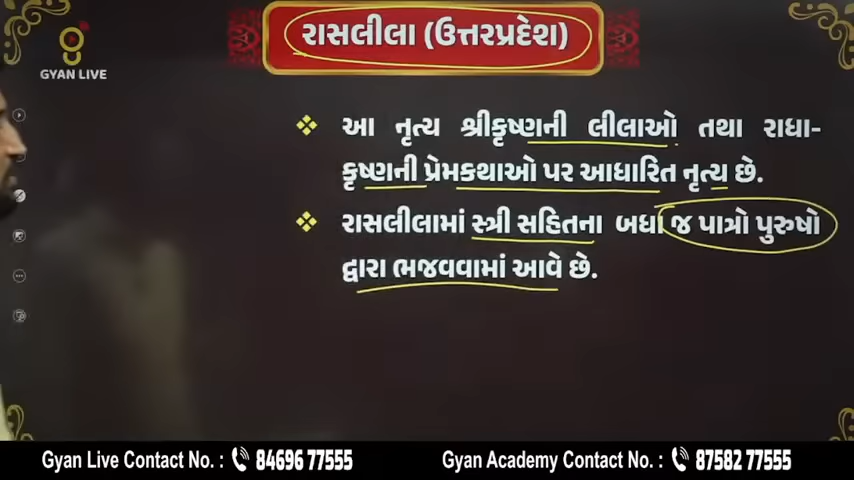 રાસલીલા (ઉત્તરપ્રદેશ)
GYAN LIVE
આ નૃત્ય શ્રીકૃષ્ણની લીલાઓ તથા રાધા-
કૃષ્ણની પ્રેમકથાઓ પર આધારિત નૃત્ય છે.
રાસલીલામાં સ્ત્રી સહિતના બધા જ પાત્રો પુરુષો
દ્વારા ભજવવામાં આવે છે.
Gyan Live Contact No. : 84696 77555
Gyan Academy Contact No. : 87582 77555